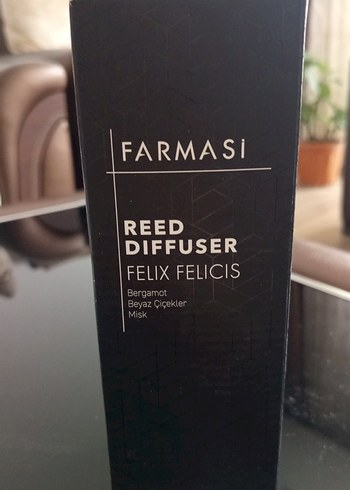 FARMASi
REED
DIFFUSER
FELIX FELICIS
Bergamot
Beyaz Çiçekler
Misk